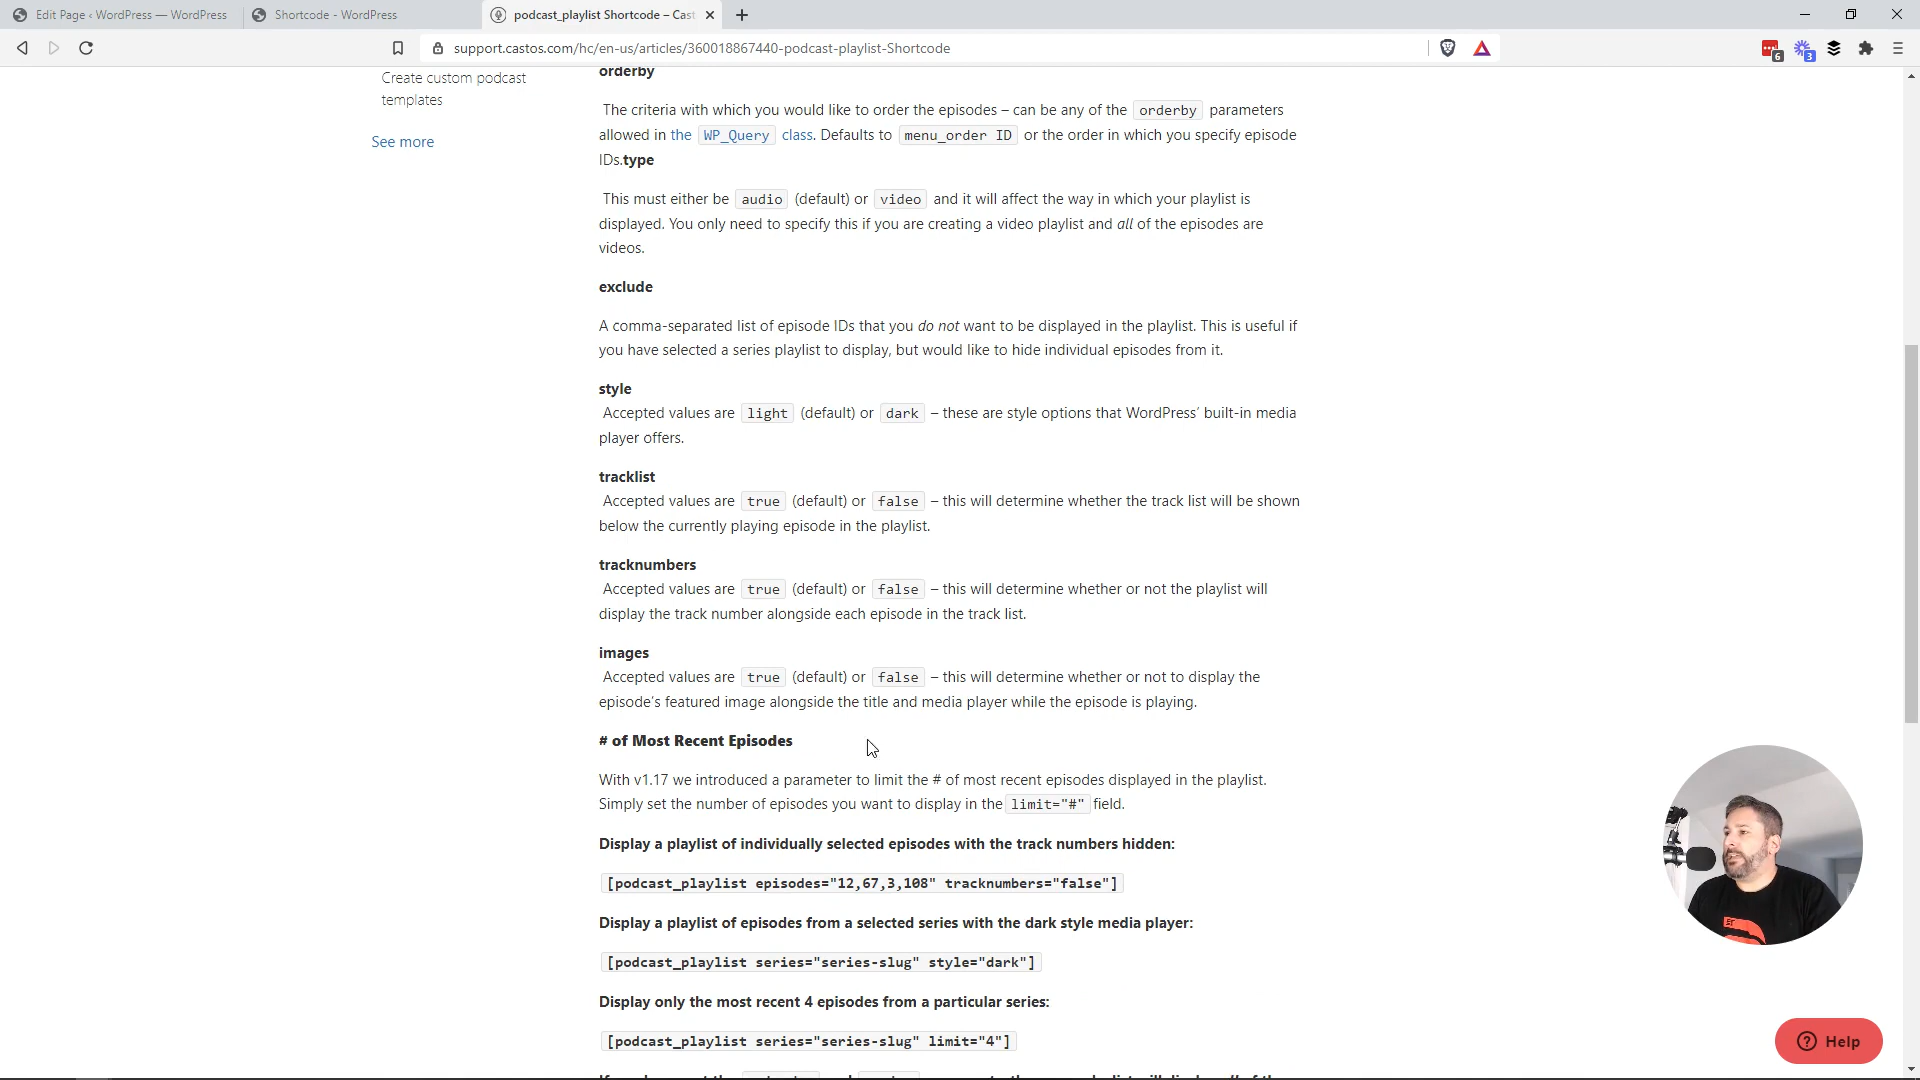 Edit Page ‹ WordPress — WordPress
Shortcode - WordPress
podcast_playlist Shortcode – Cast
support.castos.com/hc/en-us/articles/360018867440-podcast-playlist-Shortcode
6
3
Create custom podcast
templates
See more
orderby
The criteria with which you would like to order the episodes – can be any of the orderby parameters
allowed in the WP_Query class. Defaults to menu_order ID or the order in which you specify episode
IDs.type
This must either be audio (default) or video and it will affect the way in which your playlist is
displayed. You only need to specify this if you are creating a video playlist and all of the episodes are
videos.
exclude
A comma-separated list of episode IDs that you do not want to be displayed in the playlist. This is useful if
you have selected a series playlist to display, but would like to hide individual episodes from it.
style
Accepted values are light (default) or dark – these are style options that WordPress’ built-in media
player offers.
tracklist
Accepted values are true (default) or false – this will determine whether the track list will be shown
below the currently playing episode in the playlist.
tracknumbers
Accepted values are true (default) or false – this will determine whether or not the playlist will
display the track number alongside each episode in the track list.
images
Accepted values are true (default) or false – this will determine whether or not to display the
episode’s featured image alongside the title and media player while the episode is playing.
# of Most Recent Episodes
With v1.17 we introduced a parameter to limit the # of most recent episodes displayed in the playlist.
Simply set the number of episodes you want to display in the limit="#" field.
Display a playlist of individually selected episodes with the track numbers hidden:
[podcast_playlist episodes="12,67,3,108" tracknumbers="false"]
Display a playlist of episodes from a selected series with the dark style media player:
[podcast_playlist series="series-slug" style="dark"]
Display only the most recent 4 episodes from a particular series:
[podcast_playlist series="series-slug" limit="4"]
Help